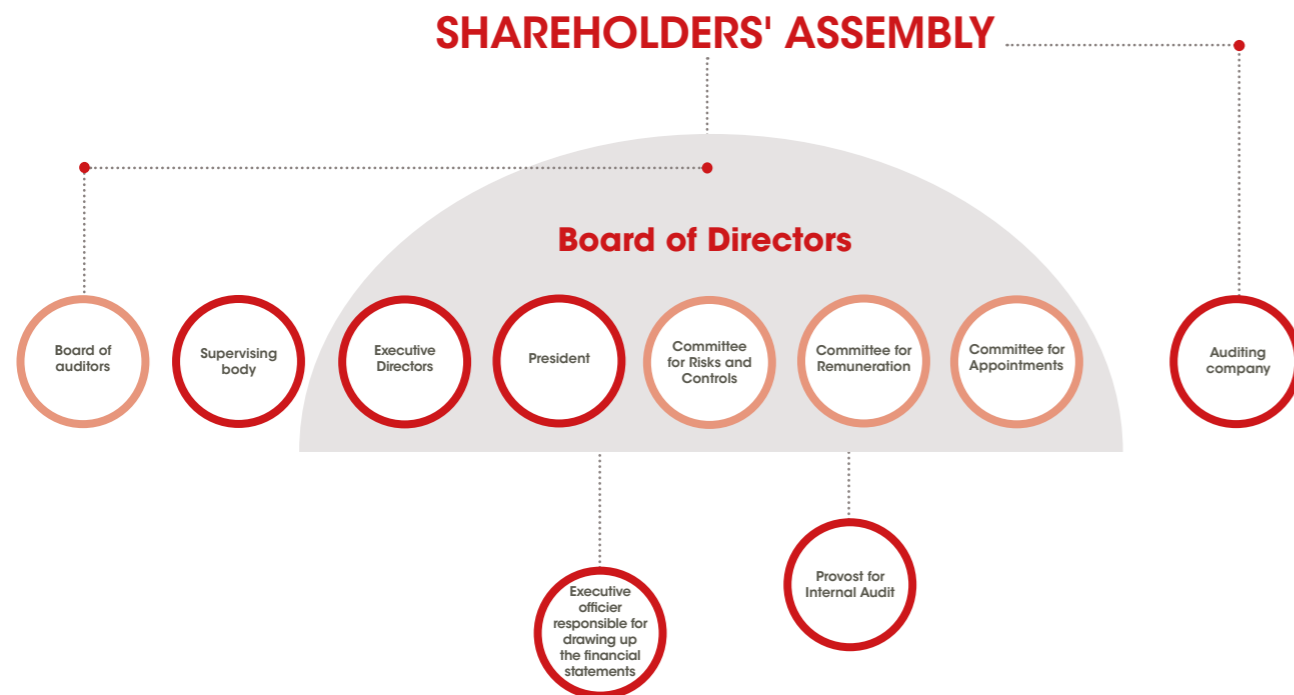 SHAREHOLDERS' ASSEMBLY
Board of Directors
Board of
auditors
Supervising
body
Executive
Directors
President
Committee
for Risks and
Controls
Committee for
Remuneration
Committee for
Appointments
Auditing
company
Executive
officier
responsible for
drawing up
the financial
statements
Provost for
Internal Audit